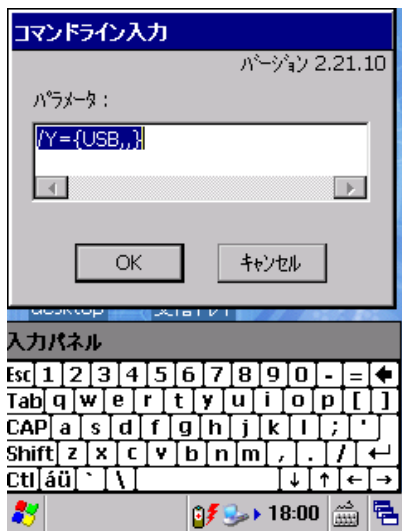 コマンドライン入力
バージョン 2.21.10
パラメータ：
/Y={USB,,}
OK
キャンセル
入力パネル
Esc 1 2 3 4 5 6 7 8 9 0 - =
Tab q w e r t y u i o p [ ]
CAP a s d f g h j k l ; '
Shift z x c v b n m , . /
Ctl áü ` \
18:00